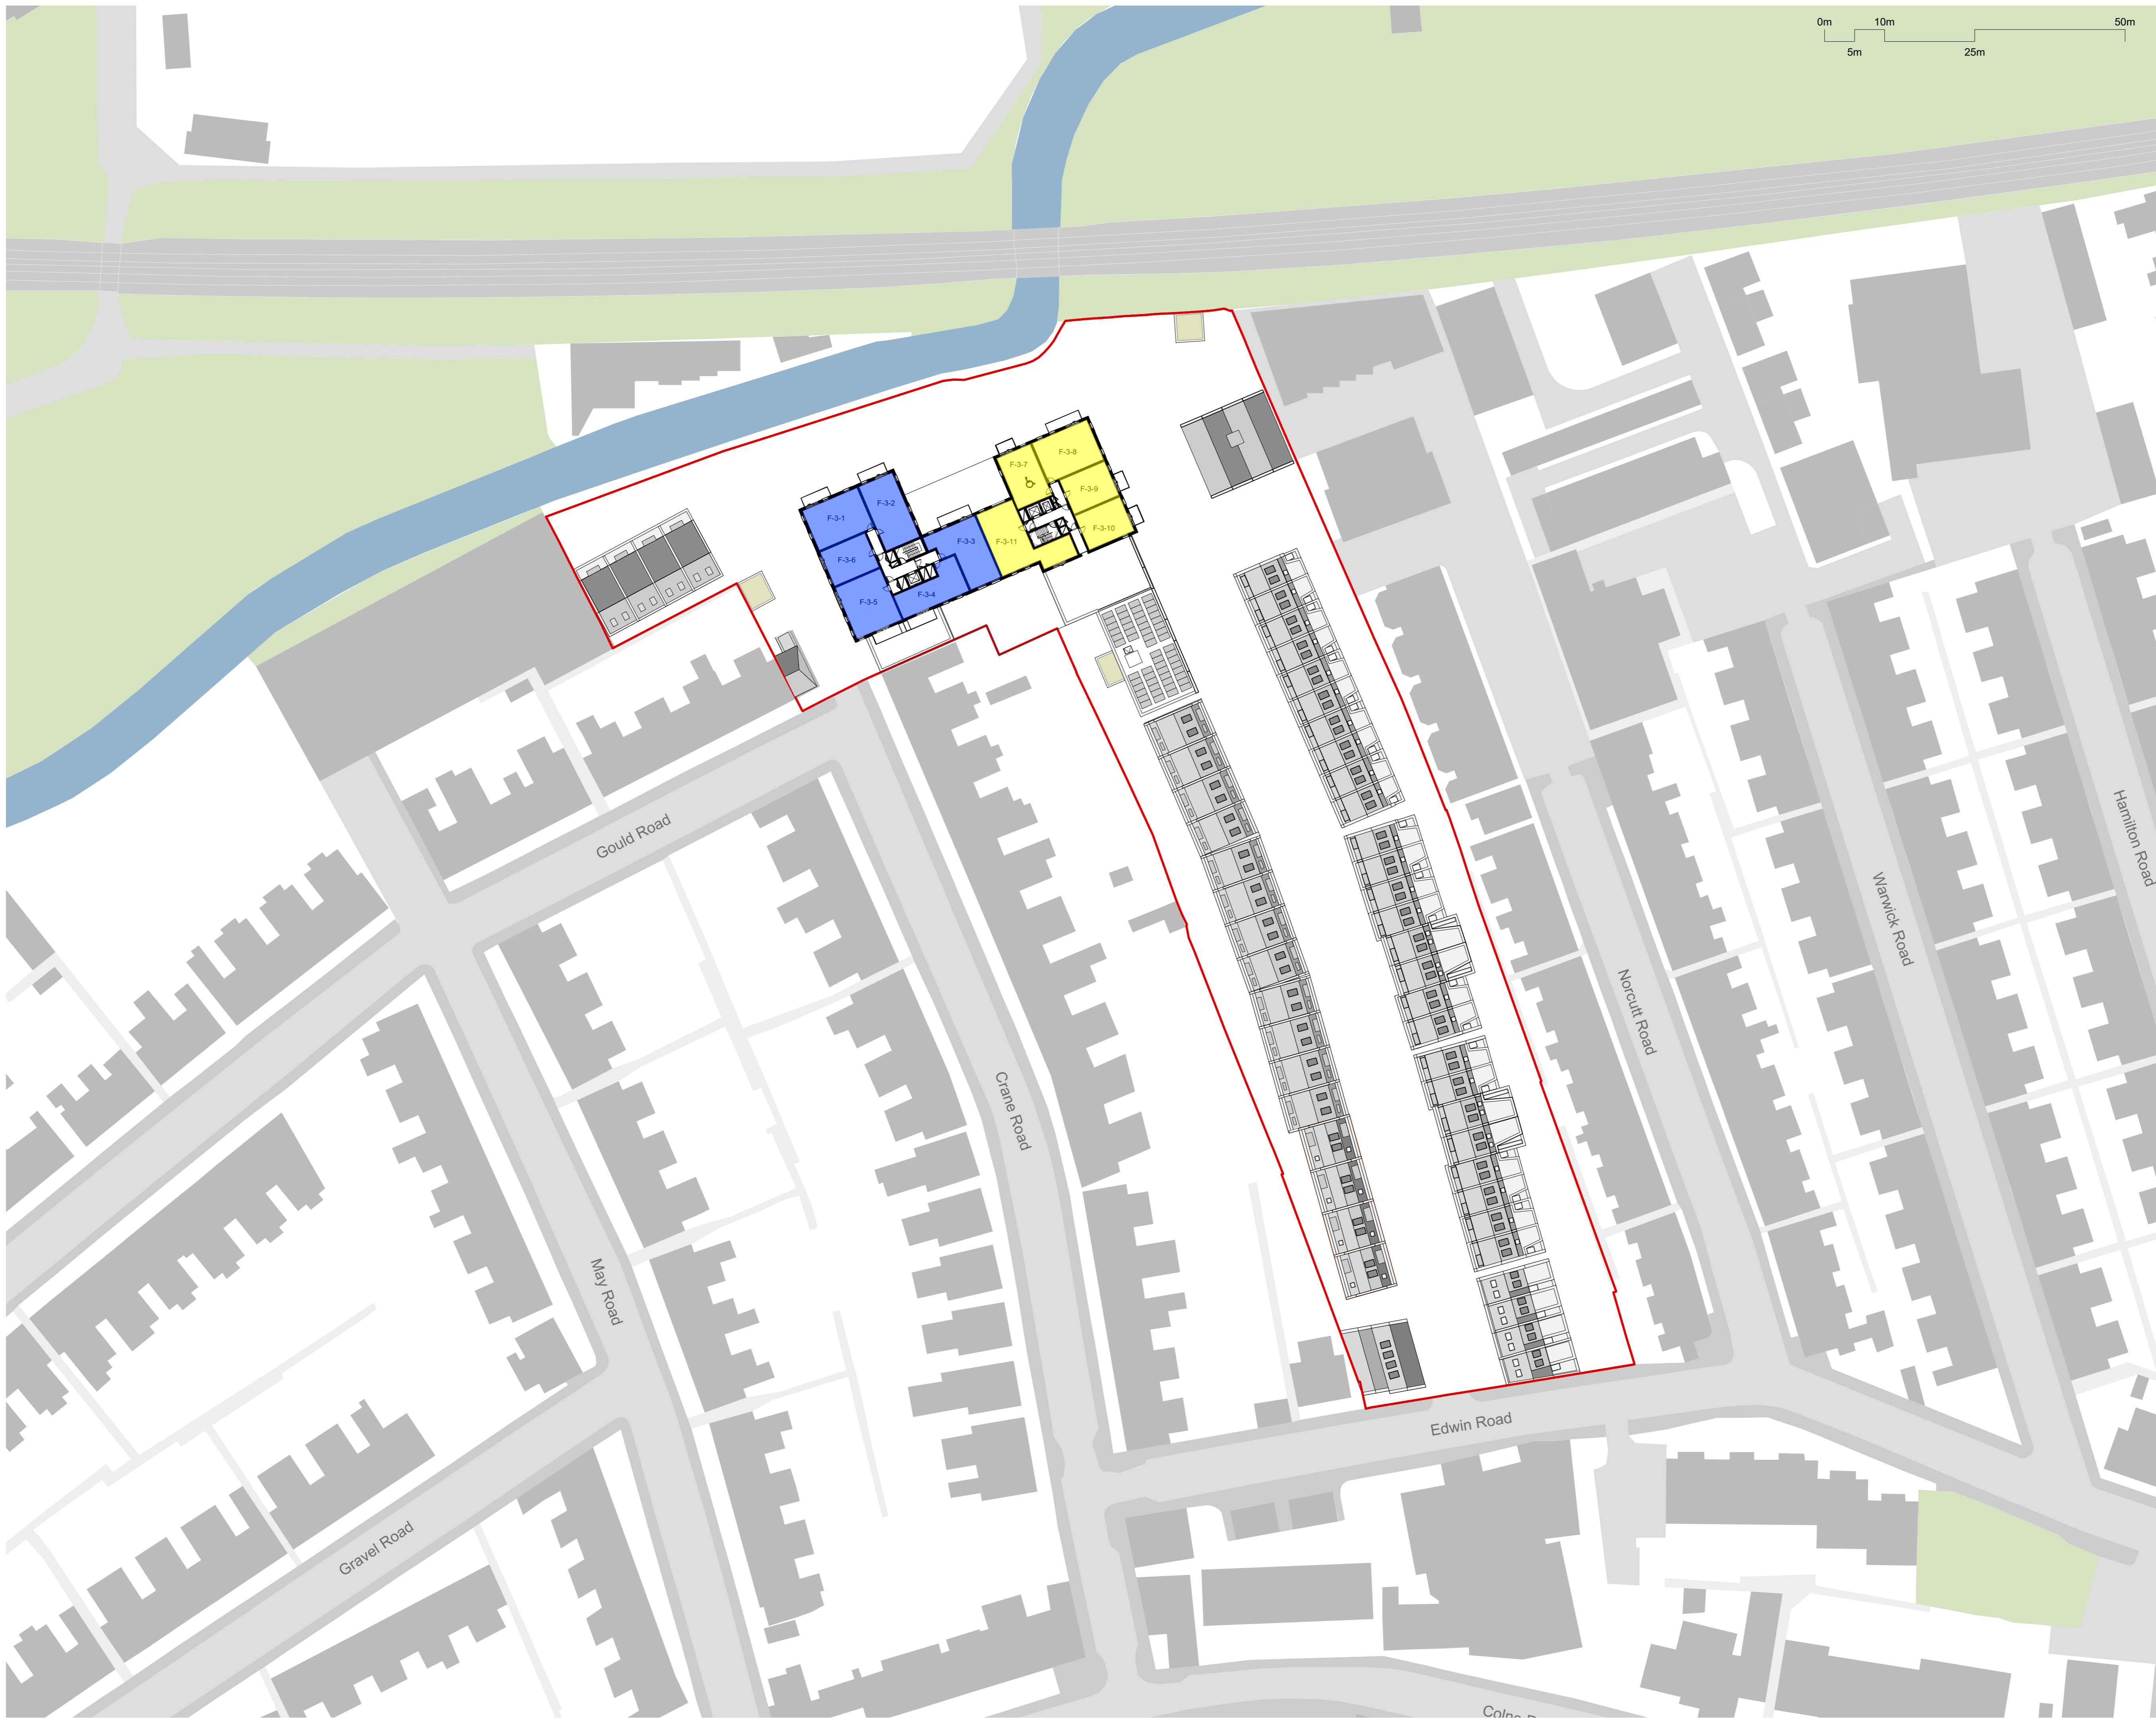 0m 10m 50m
5m 25m
F-3-8
F-3-7
F-3-9
F-3-2
F-3-1
F-3-10
F-3-3
F-3-11
F-3-6
F-3-4
F-3-5
Gould Road
Hamilton Road
Warwick Road
Norcutt Road
Crane Road
May Road
Edwin Road
Gravel Road
Colne